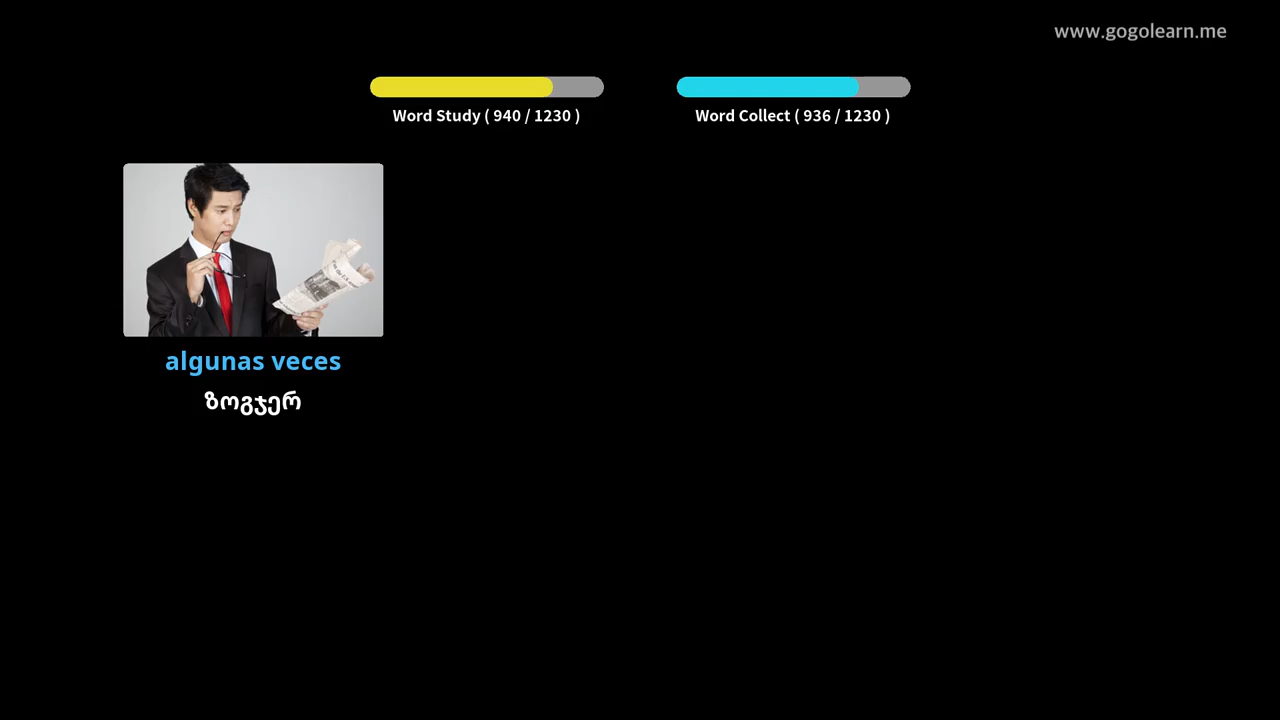 www.gogolearn.me
Word Study ( 940 / 1230 )
Word Collect ( 936 / 1230 )
algunas veces
ზოგჯერ